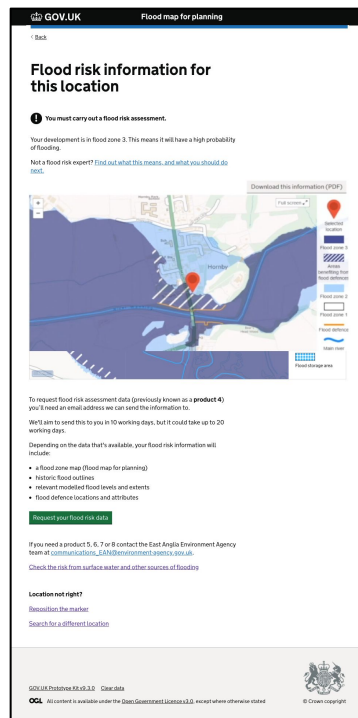 GOV.UK Flood map for planning
< Back
Flood risk information for
this location
! You must carry out a flood risk assessment.
Your development is in flood zone 3. This means it will have a high probability
of flooding.
Not a flood risk expert? Find out what this means, and what you should do
next.
Download this information (PDF)
+
−
Full screen
Hornby
Selected
location
Flood zone 3
Areas
benefiting from
flood defences
Flood zone 2
Flood zone 1
Flood defence
Main river
Flood storage area
To request flood risk assessment data (previously known as a product 4)
you'll need an email address we can send the information to.
We'll aim to send this to you in 10 working days, but it could take up to 20
working days.
Depending on the data that's available, your flood risk information will
include:
• a flood zone map (flood map for planning)
• historic flood outlines
• relevant modelled flood levels and extents
• flood defence locations and attributes
Request your flood risk data
If you need a product 5, 6, 7 or 8 contact the East Anglia Environment Agency
team at communications_EAN@environment-agency.gov.uk.
Check the risk from surface water and other sources of flooding
Location not right?
Reposition the marker
Search for a different location
GOV.UK Prototype Kit v9.3.0 Clear data
OGL All content is available under the Open Government Licence v3.0, except where otherwise stated
© Crown copyright